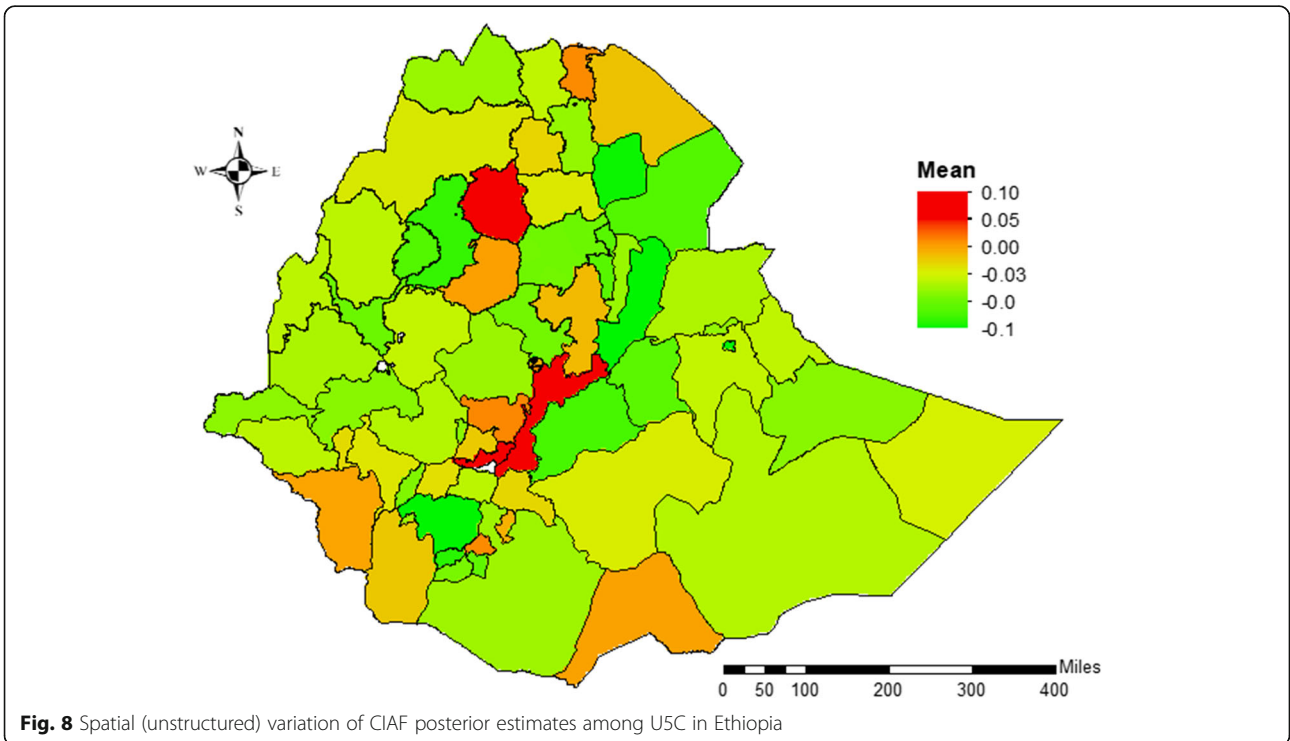 N
W E
S
Mean
0.10
0.05
0.00
-0.03
-0.0
-0.1
Miles
0 50 100 200 300 400
Fig. 8 Spatial (unstructured) variation of CIAF posterior estimates among U5C in Ethiopia